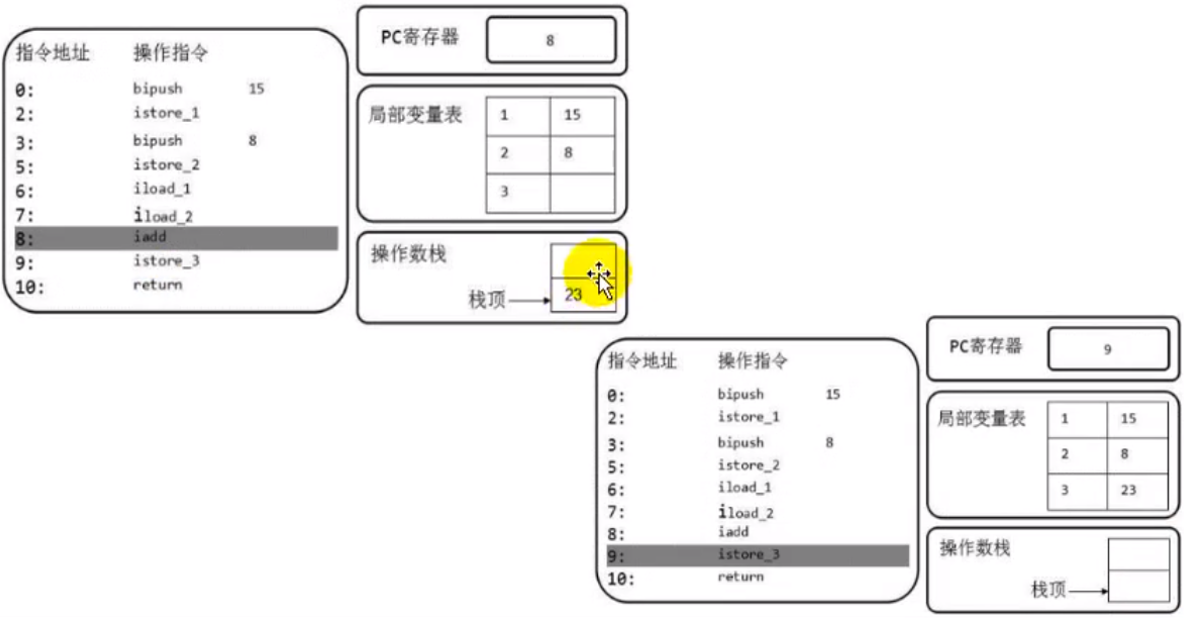 指令地址 操作指令
0: bipush 15
2: istore_1
3: bipush 8
5: istore_2
6: iload_1
7: iload_2
8: iadd
9: istore_3
10: return
PC寄存器 8
局部变量表 1 15
2 8
3
操作数栈
栈顶 23
指令地址 操作指令
0: bipush 15
2: istore_1
3: bipush 8
5: istore_2
6: iload_1
7: iload_2
8: iadd
9: istore_3
10: return
PC寄存器 9
局部变量表 1 15
2 8
3 23
操作数栈
栈顶